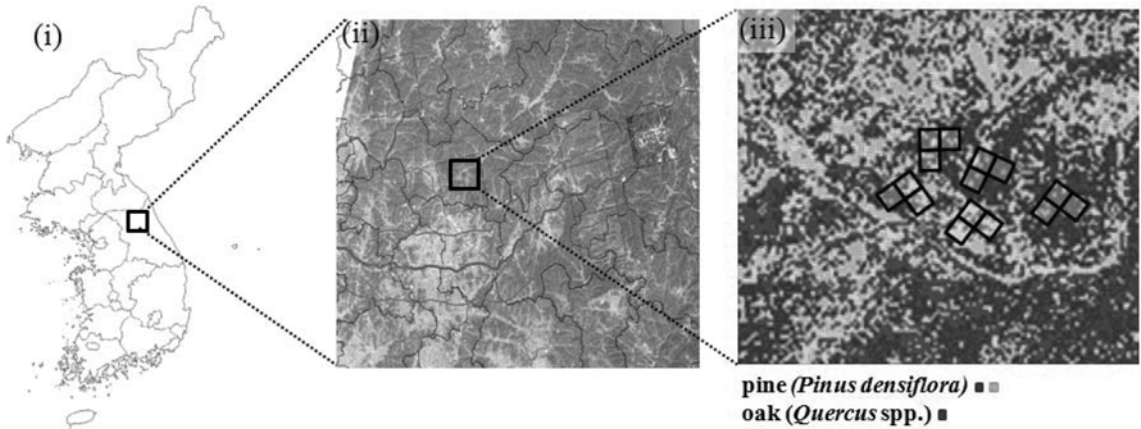 (i)
(ii)
(iii)
pine (Pinus densiflora)
oak (Quercus spp.)